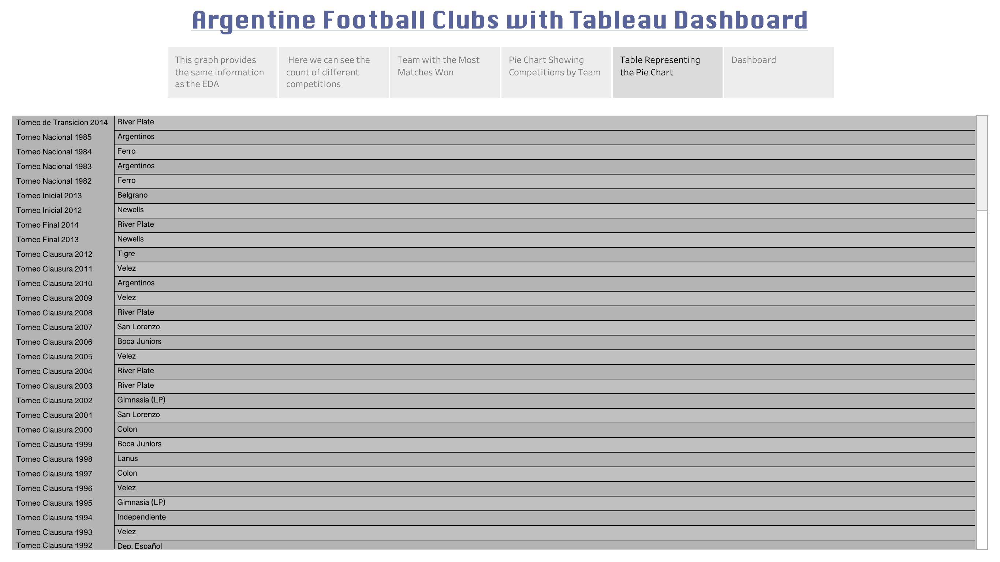 Argentine Football Clubs with Tableau Dashboard
This graph provides
the same information
as the EDA
Here we can see the
count of different
competitions
Team with the Most
Matches Won
Pie Chart Showing
Competitions by Team
Table Representing
the Pie Chart
Dashboard
Torneo de Transicion 2014 River Plate
Torneo Nacional 1985 Argentinos
Torneo Nacional 1984 Ferro
Torneo Nacional 1983 Argentinos
Torneo Nacional 1982 Ferro
Torneo Inicial 2013 Belgrano
Torneo Inicial 2012 Newells
Torneo Final 2014 River Plate
Torneo Final 2013 Newells
Torneo Clausura 2012 Tigre
Torneo Clausura 2011 Velez
Torneo Clausura 2010 Argentinos
Torneo Clausura 2009 Velez
Torneo Clausura 2008 River Plate
Torneo Clausura 2007 San Lorenzo
Torneo Clausura 2006 Boca Juniors
Torneo Clausura 2005 Velez
Torneo Clausura 2004 River Plate
Torneo Clausura 2003 River Plate
Torneo Clausura 2002 Gimnasia (LP)
Torneo Clausura 2001 San Lorenzo
Torneo Clausura 2000 Colon
Torneo Clausura 1999 Boca Juniors
Torneo Clausura 1998 Lanus
Torneo Clausura 1997 Colon
Torneo Clausura 1996 Velez
Torneo Clausura 1995 Gimnasia (LP)
Torneo Clausura 1994 Independiente
Torneo Clausura 1993 Velez
Torneo Clausura 1992 Dep. Español